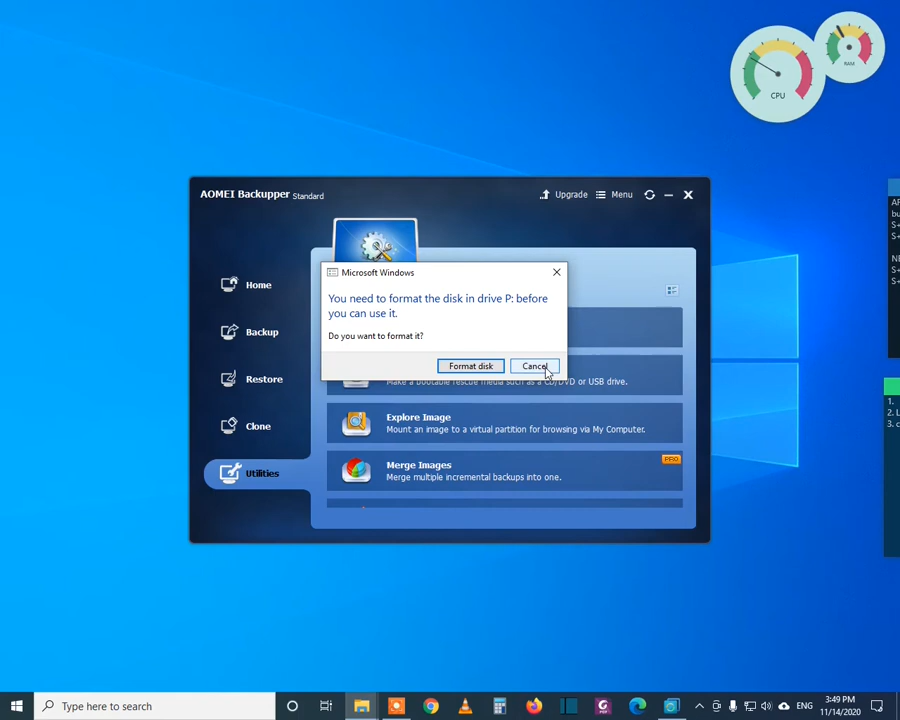 CPU
RAM
AOMEI Backupper Standard
Upgrade
Menu
Home
Backup
Restore
Clone
Utilities
Microsoft Windows
You need to format the disk in drive P: before
you can use it.
Do you want to format it?
Format disk
Cancel
Make a bootable rescue media such as a CD/DVD or USB drive.
Explore Image
Mount an image to a virtual partition for browsing via My Computer.
Merge Images
PRO
Merge multiple incremental backups into one.
1.
2. L
3. c
Type here to search
ENG
3:49 PM
11/14/2020